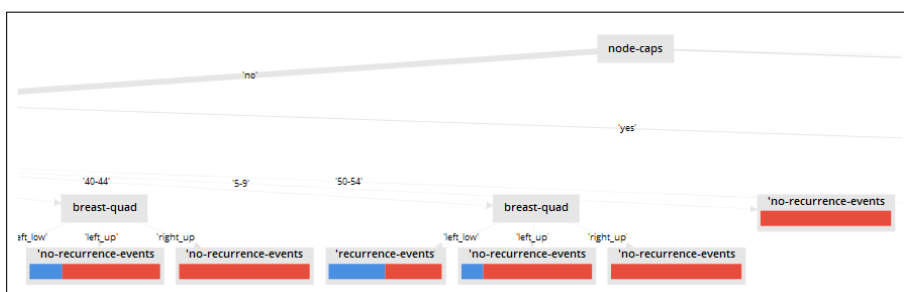 node-caps
'no'
'yes'
'40-44'
'5-9'
'50-54'
breast-quad
breast-quad
'no-recurrence-events
eft_low'
'left_up'
'right_up
'left_low'
'left_up'
'right_up'
'no-recurrence-events
'no-recurrence-events
'recurrence-events
'no-recurrence-events
'no-recurrence-events